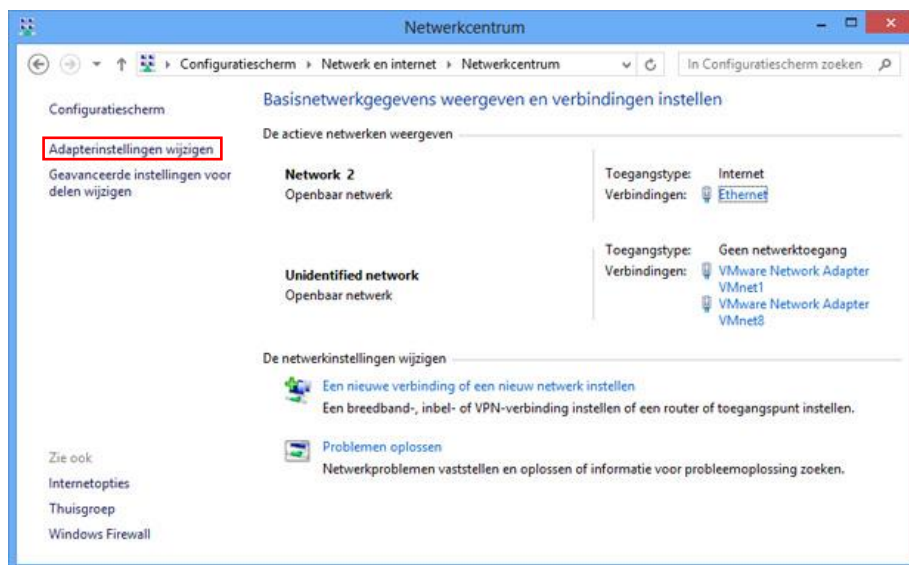 Netwerkcentrum
Configuratiescherm Netwerk en internet Netwerkcentrum
In Configuratiescherm zoeken
Configuratiescherm
Adapterinstellingen wijzigen
Geavanceerde instellingen voor
delen wijzigen
Basisnetwerkgegevens weergeven en verbindingen instellen
De actieve netwerken weergeven
Network 2
Openbaar netwerk
Toegangstype: Internet
Verbindingen: Ethernet
Unidentified network
Openbaar netwerk
Toegangstype: Geen netwerktoegang
Verbindingen: VMware Network Adapter
VMnet1
VMware Network Adapter
VMnet8
De netwerkinstellingen wijzigen
Een nieuwe verbinding of een nieuw netwerk instellen
Een breedband-, inbel- of VPN-verbinding instellen of een router of toegangspunt instellen.
Problemen oplossen
Netwerkproblemen vaststellen en oplossen of informatie voor probleemoplossing zoeken.
Zie ook
Internetopties
Thuisgroep
Windows Firewall